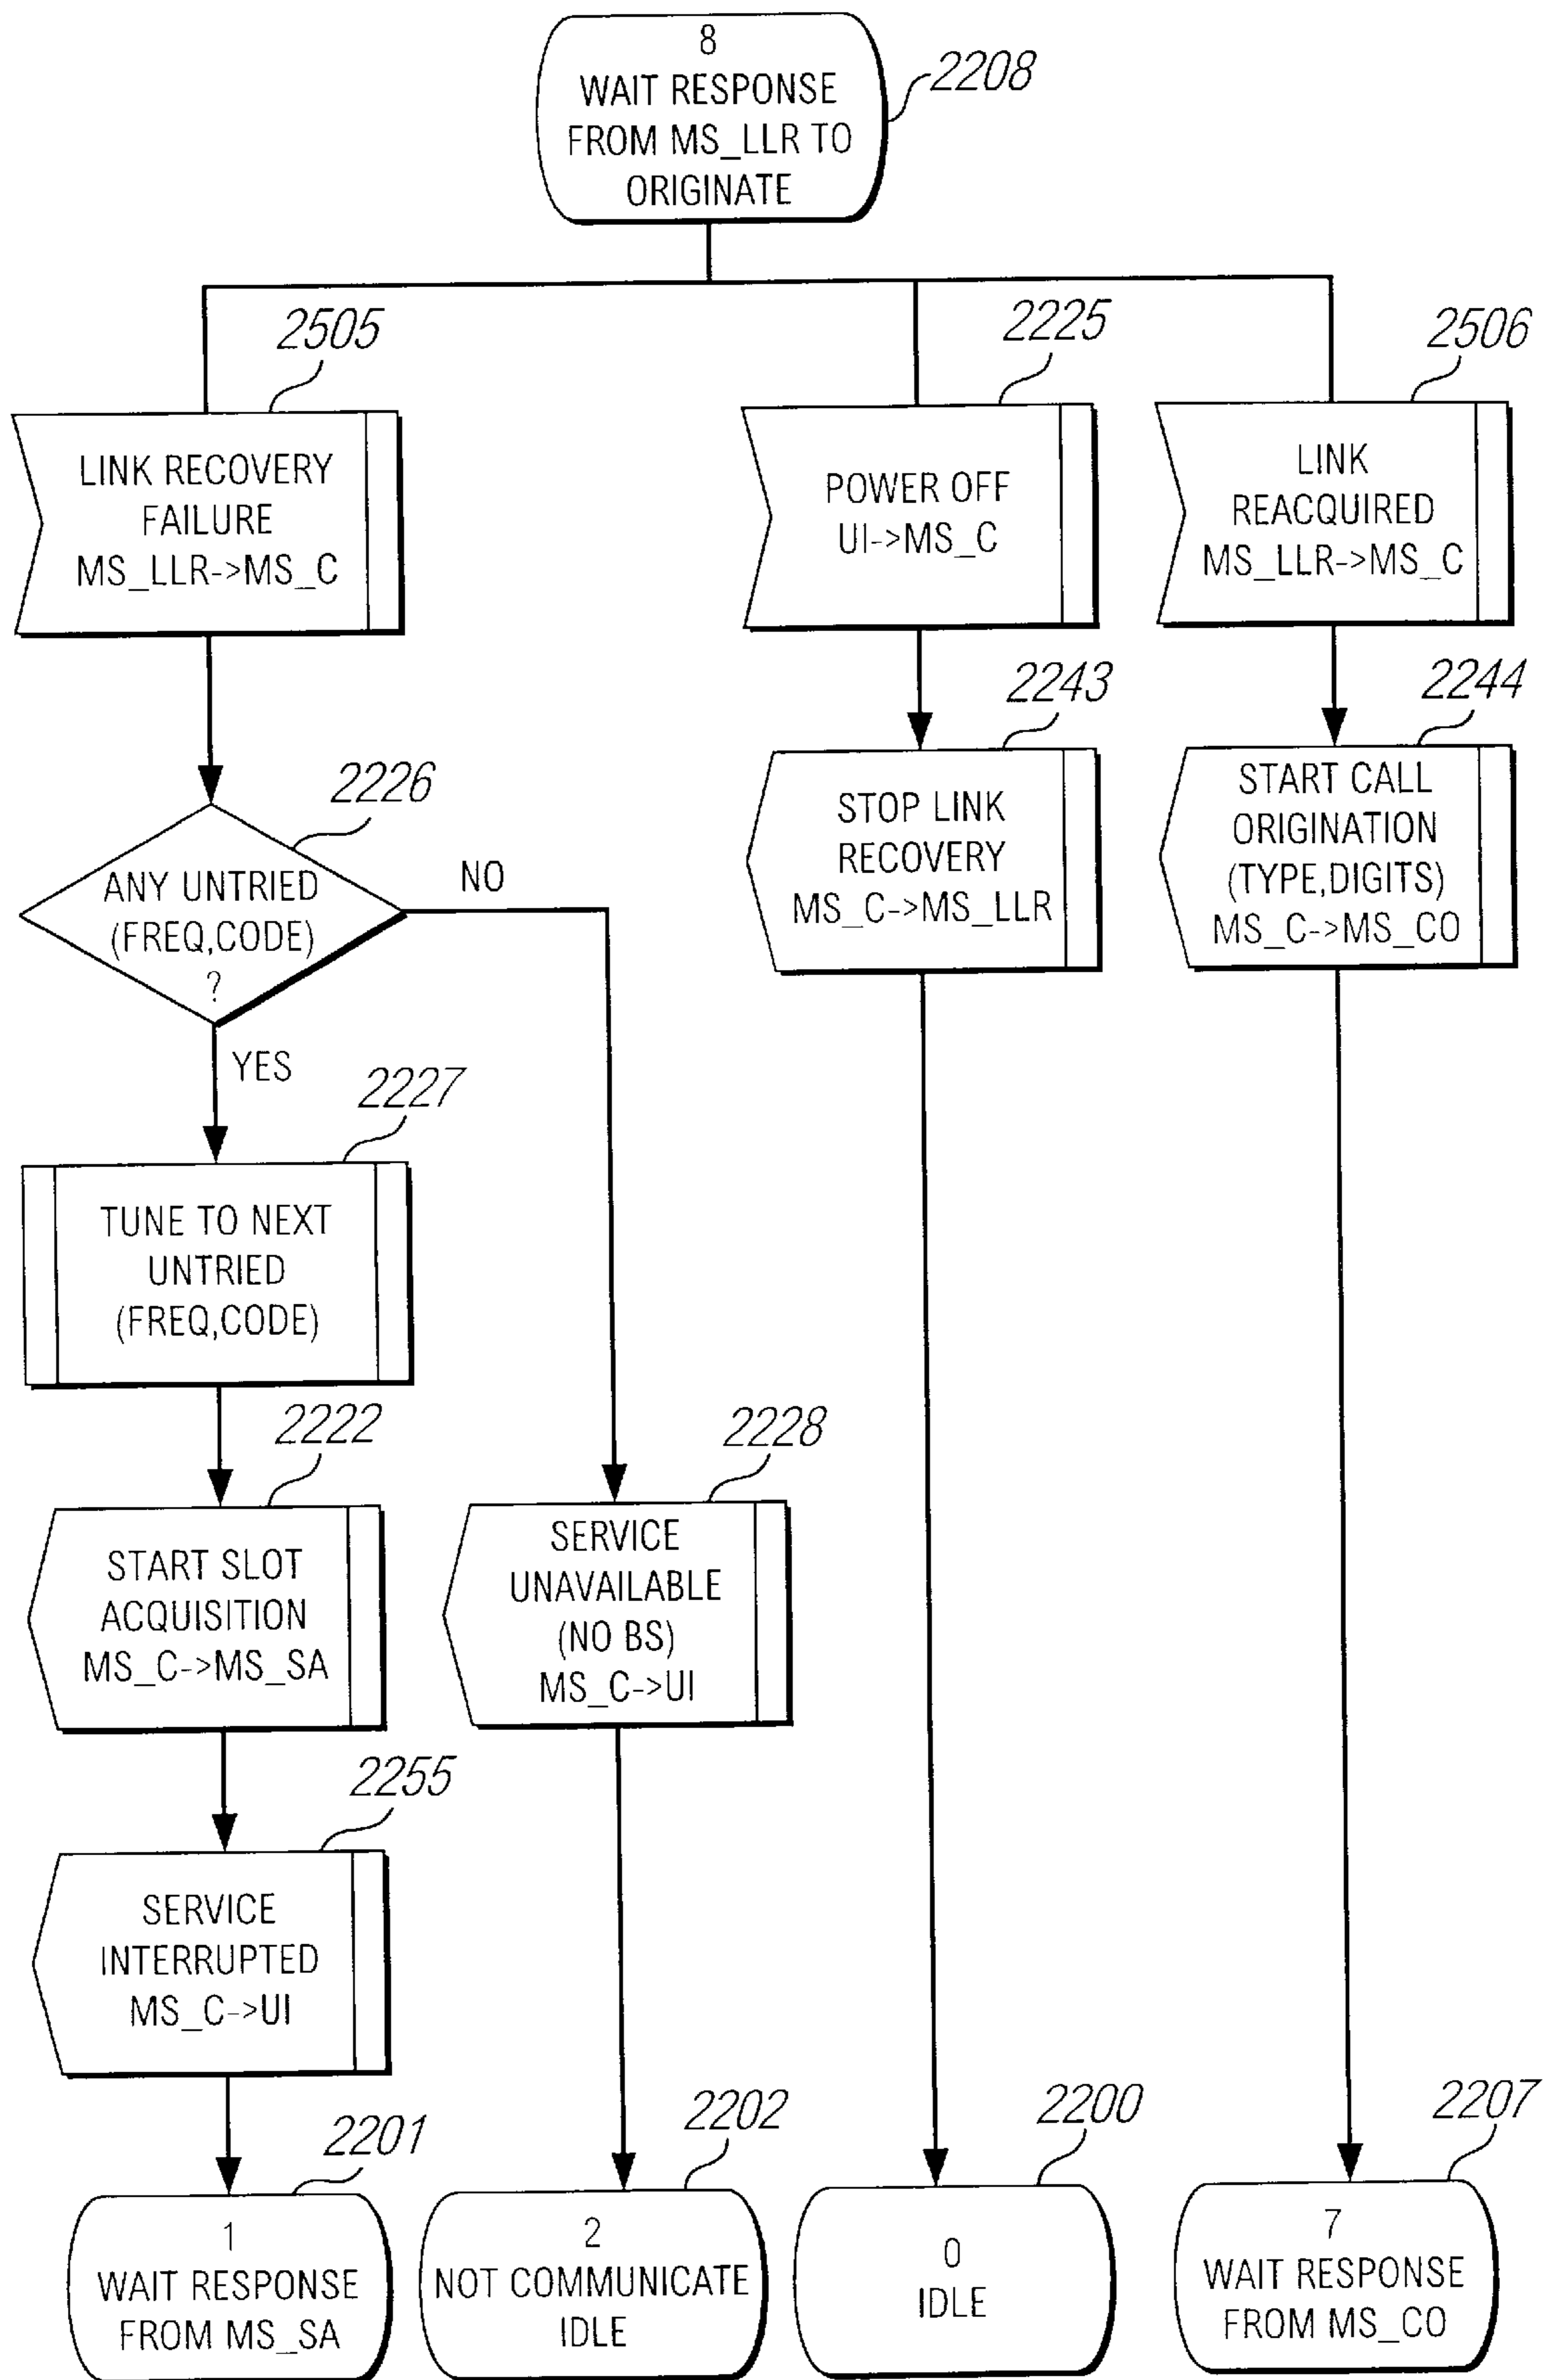 8
WAIT RESPONSE
FROM MS_LLR TO
ORIGINATE
2208
2505
LINK RECOVERY
FAILURE
MS_LLR->MS_C
2225
POWER OFF
UI->MS_C
2506
LINK
REACQUIRED
MS_LLR->MS_C
2226
ANY UNTRIED
(FREQ,CODE)
?
NO
YES
2243
STOP LINK
RECOVERY
MS_C->MS_LLR
2244
START CALL
ORIGINATION
(TYPE,DIGITS)
MS_C->MS_CO
2227
TUNE TO NEXT
UNTRIED
(FREQ,CODE)
2222
START SLOT
ACQUISITION
MS_C->MS_SA
2228
SERVICE
UNAVAILABLE
(NO BS)
MS_C->UI
2255
SERVICE
INTERRUPTED
MS_C->UI
2201
1
WAIT RESPONSE
FROM MS_SA
2202
2
NOT COMMUNICATE
IDLE
2200
0
IDLE
2207
7
WAIT RESPONSE
FROM MS_CO